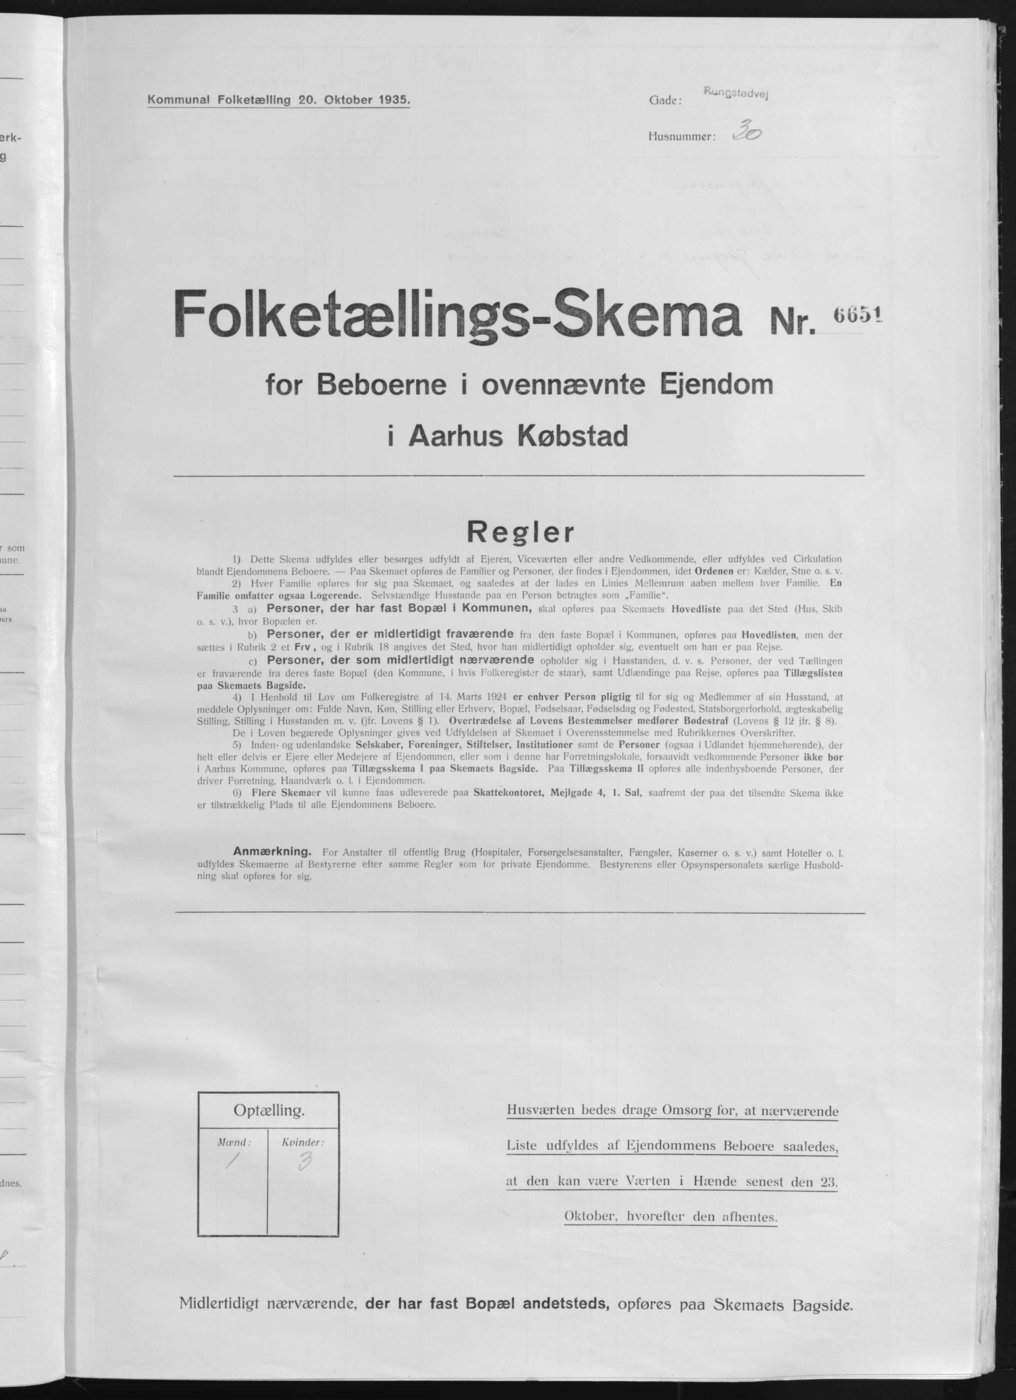 Kommunal Folketælling 20. Oktober 1935.
Gade: Rungstedvej
Husnummer: 30
Folketællings-Skema Nr. 6651
for Beboerne i ovennævnte Ejendom
i Aarhus Købstad
Regler
1) Dette Skema udfyldes eller besørges udfyldt af Ejeren, Viceværten eller andre Vedkommende, eller udfyldes ved Cirkulation
blandt Ejendommens Beboere. — Paa Skemaet opføres de Familier og Personer, der findes i Ejendommen, idet Ordenen er: Kælder, Stue o. s. v.
2) Hver Familie opføres for sig paa Skemaet, og saaledes at der lades en Linies Mellemrum aaben mellem hver Familie. En
Familie omfatter ogsaa Logerende. Selvstændige Husstande paa en Person betragtes som „Familie".
3 a) Personer, der har fast Bopæl i Kommunen, skal opføres paa Skemaets Hovedliste paa det Sted (Hus, Skib
o. s. v.), hvor Bopælen er.
b) Personer, der er midlertidigt fraværende fra den faste Bopæl i Kommunen, opføres paa Hovedlisten, men der
sættes i Rubrik 2 et Frv, og i Rubrik 18 angives det Sted, hvor han midlertidigt opholder sig, eventuelt om han er paa Rejse.
c) Personer, der som midlertidigt nærværende opholder sig i Husstanden, d. v. s. Personer, der ved Tællingen
er fraværende fra deres faste Bopæl (den Kommune, i hvis Folkeregister de staar), samt Udlændinge paa Rejse, opføres paa Tillægslisten
paa Skemaets Bagside.
4) I Henhold til Lov om Folkeregistre af 14. Marts 1924 er enhver Person pligtig til for sig og Medlemmer af sin Husstand, at
meddele Oplysninger om: Fulde Navn, Køn, Stilling eller Erhverv, Bopæl, Fødselsaar, Fødselsdag og Fødested, Statsborgerforhold, ægteskabelig
Stilling, Stilling i Husstanden m. v. (jfr. Lovens § 1). Overtrædelse af Lovens Bestemmelser medfører Bødestraf (Lovens § 12 jfr. § 8).
De i Loven begærede Oplysninger gives ved Udfyldelsen af Skemaet i Overensstemmelse med Rubrikkernes Overskrifter.
5) Inden- og udenlandske Selskaber, Foreninger, Stiftelser, Institutioner samt de Personer (ogsaa i Udlandet hjemmehørende), der
helt eller delvis er Ejere eller Medejere af Ejendommen, eller som i denne har Forretningslokale, forsaavidt vedkommende Personer ikke bor
i Aarhus Kommune, opføres paa Tillægsskema I paa Skemaets Bagside. Paa Tillægsskema II opføres alle indenbysboende Personer, der
driver Forretning, Haandværk o. l. i Ejendommen.
6) Flere Skemaer vil kunne faas udleverede paa Skattekontoret, Mejlgade 4, 1. Sal, saafremt der paa det tilsendte Skema ikke
er tilstrækkelig Plads til alle Ejendommens Beboere.
Anmærkning. For Anstalter til offentlig Brug (Hospitaler, Forsørgelsesanstalter, Fængsler, Kaserner o. s. v.) samt Hoteller o. l.
udfyldes Skemaerne af Bestyrerne efter samme Regler som for private Ejendomme. Bestyrerens eller Opsynspersonalets særlige Hushold-
ning skal opføres for sig.
Optælling.
Mænd: Kvinder:
1 3
Husværten bedes drage Omsorg for, at nærværende
Liste udfyldes af Ejendommens Beboere saaledes,
at den kan være Værten i Hænde senest den 23.
Oktober, hvorefter den afhentes.
Midlertidigt nærværende, der har fast Bopæl andetsteds, opføres paa Skemaets Bagside.